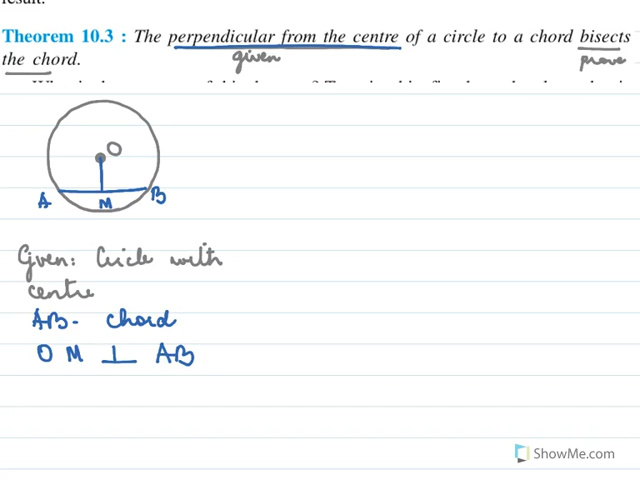 result.
Theorem 10.3 : The perpendicular from the centre of a circle to a chord bisects
the chord.
given
prove
O
A
M
B
Given: Circle with
centre
AB- chord
OM ⊥ AB
ShowMe.com